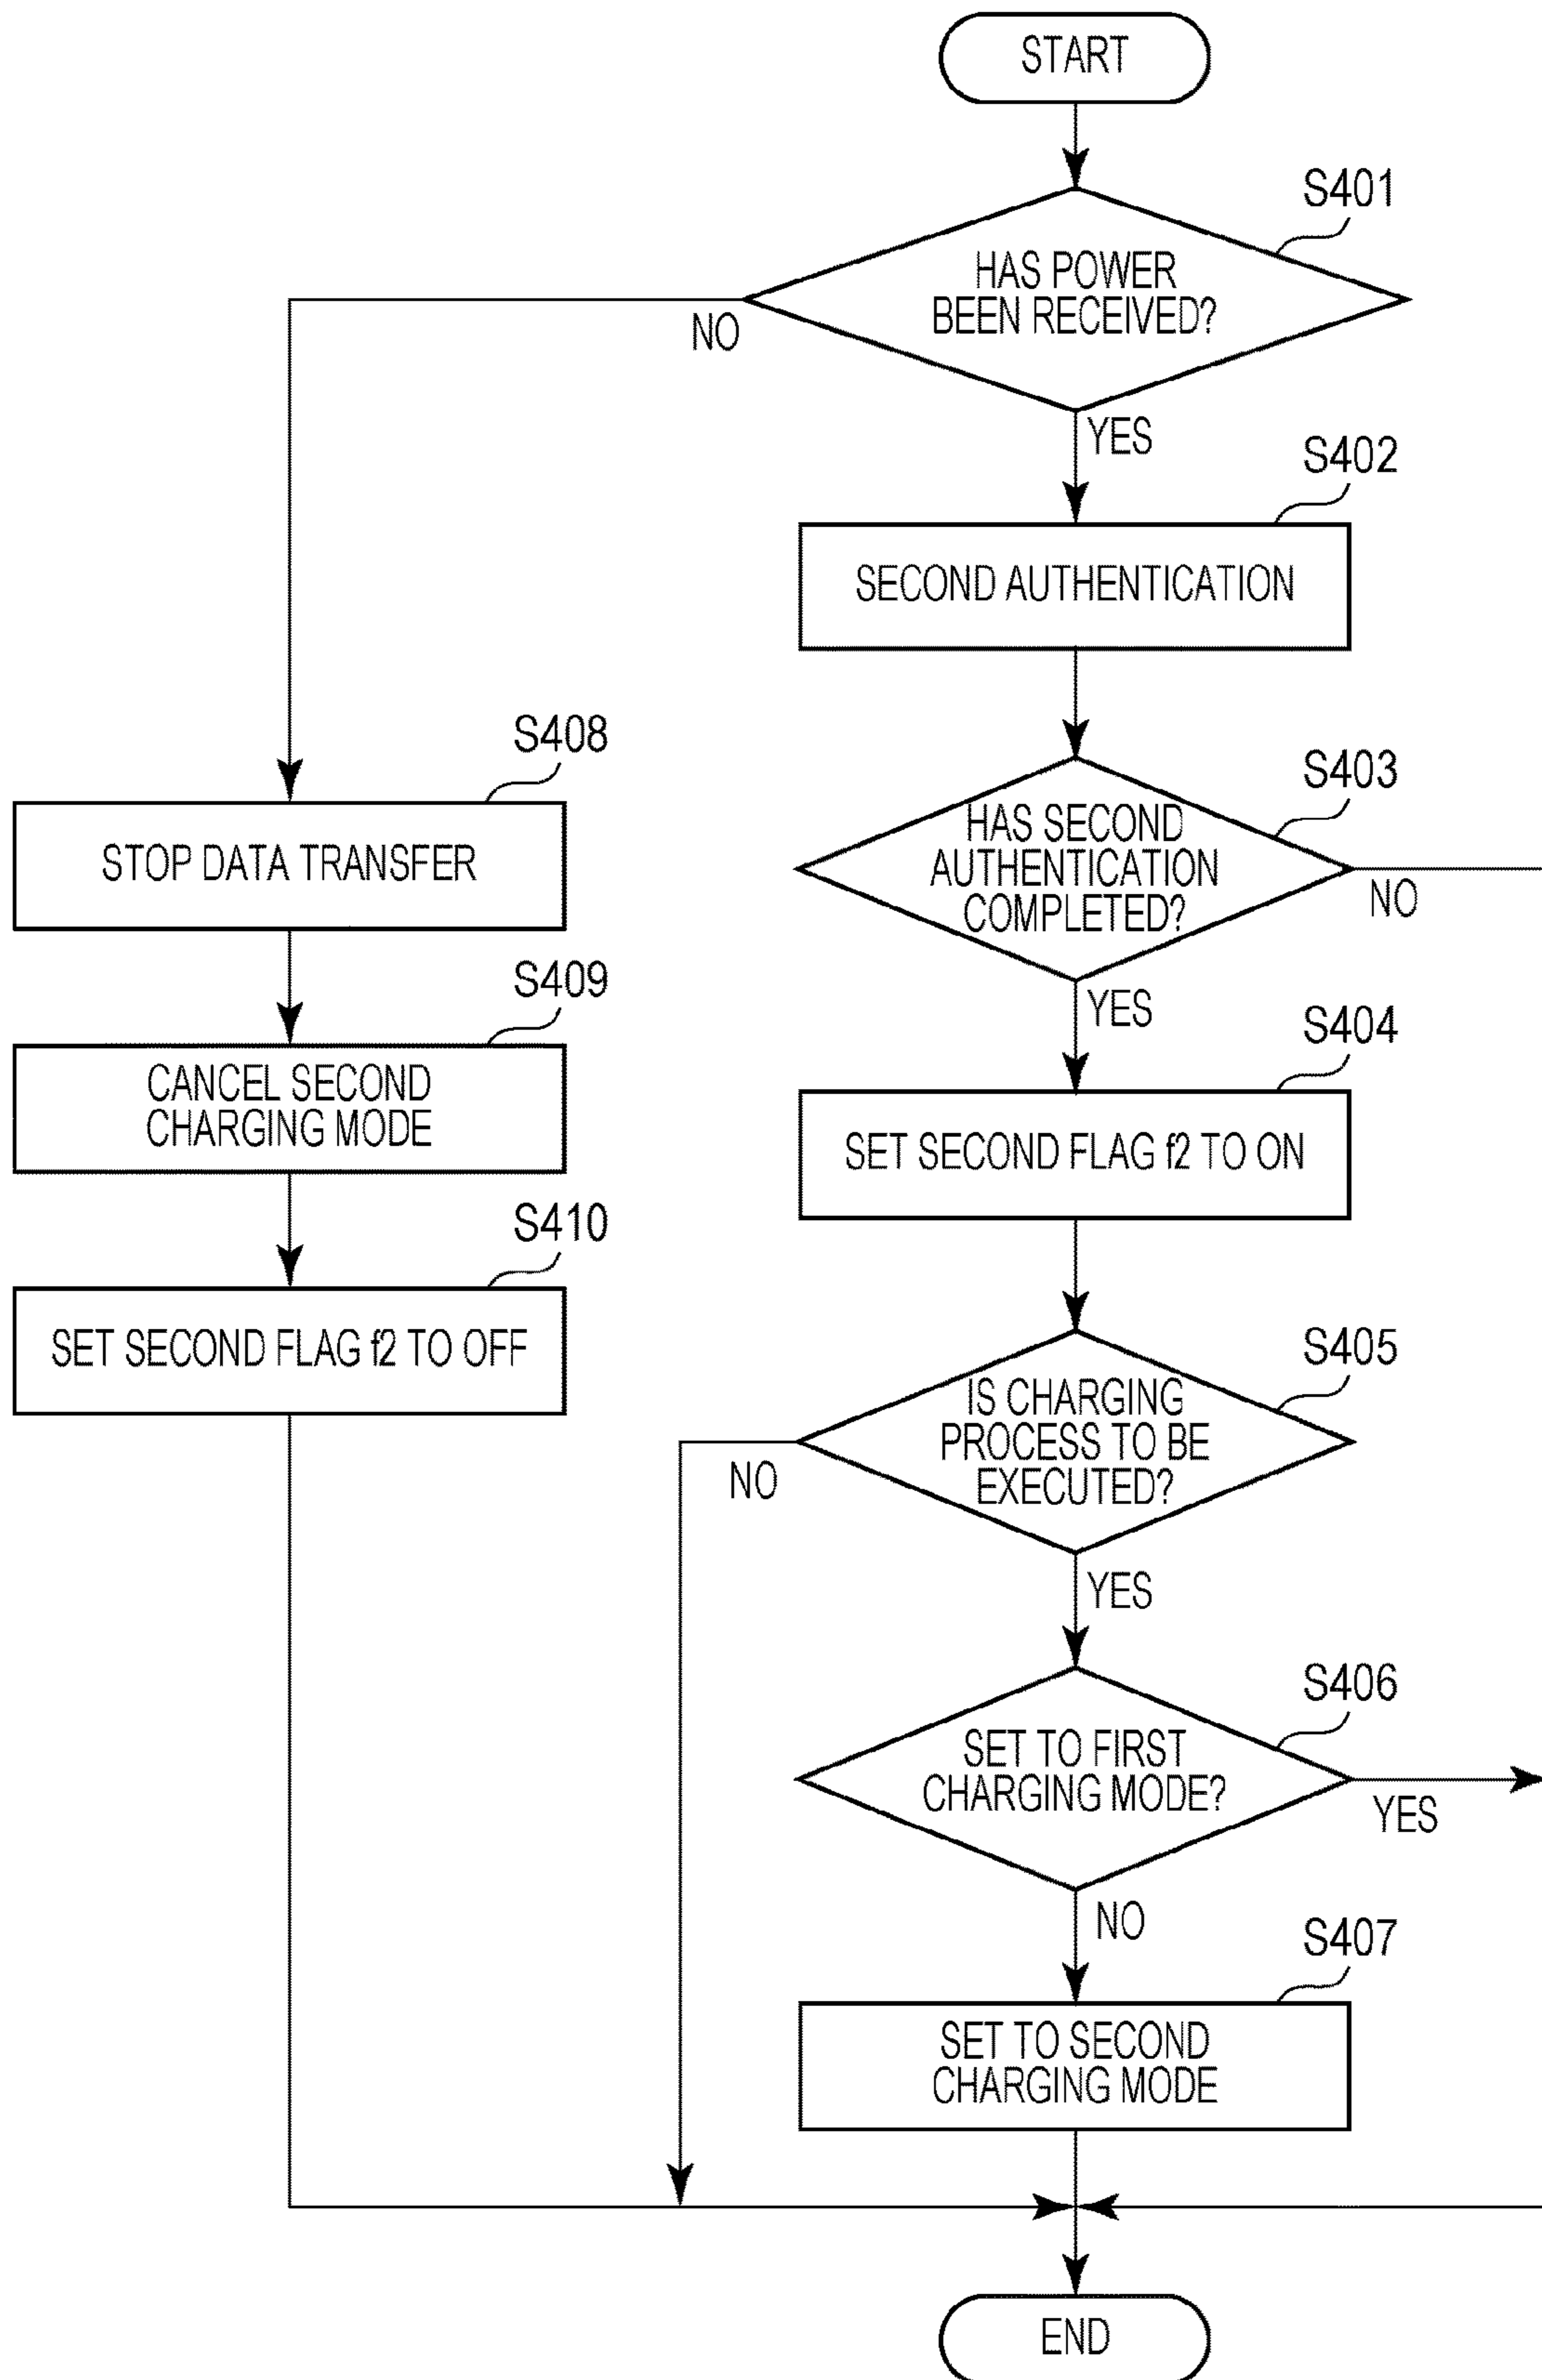 START
S401
HAS POWER
BEEN RECEIVED?
NO
YES
S402
SECOND AUTHENTICATION
S403
HAS SECOND
AUTHENTICATION
COMPLETED?
NO
YES
S404
SET SECOND FLAG f2 TO ON
S405
IS CHARGING
PROCESS TO BE
EXECUTED?
NO
YES
S406
SET TO FIRST
CHARGING MODE?
YES
NO
S407
SET TO SECOND
CHARGING MODE
S408
STOP DATA TRANSFER
S409
CANCEL SECOND
CHARGING MODE
S410
SET SECOND FLAG f2 TO OFF
END